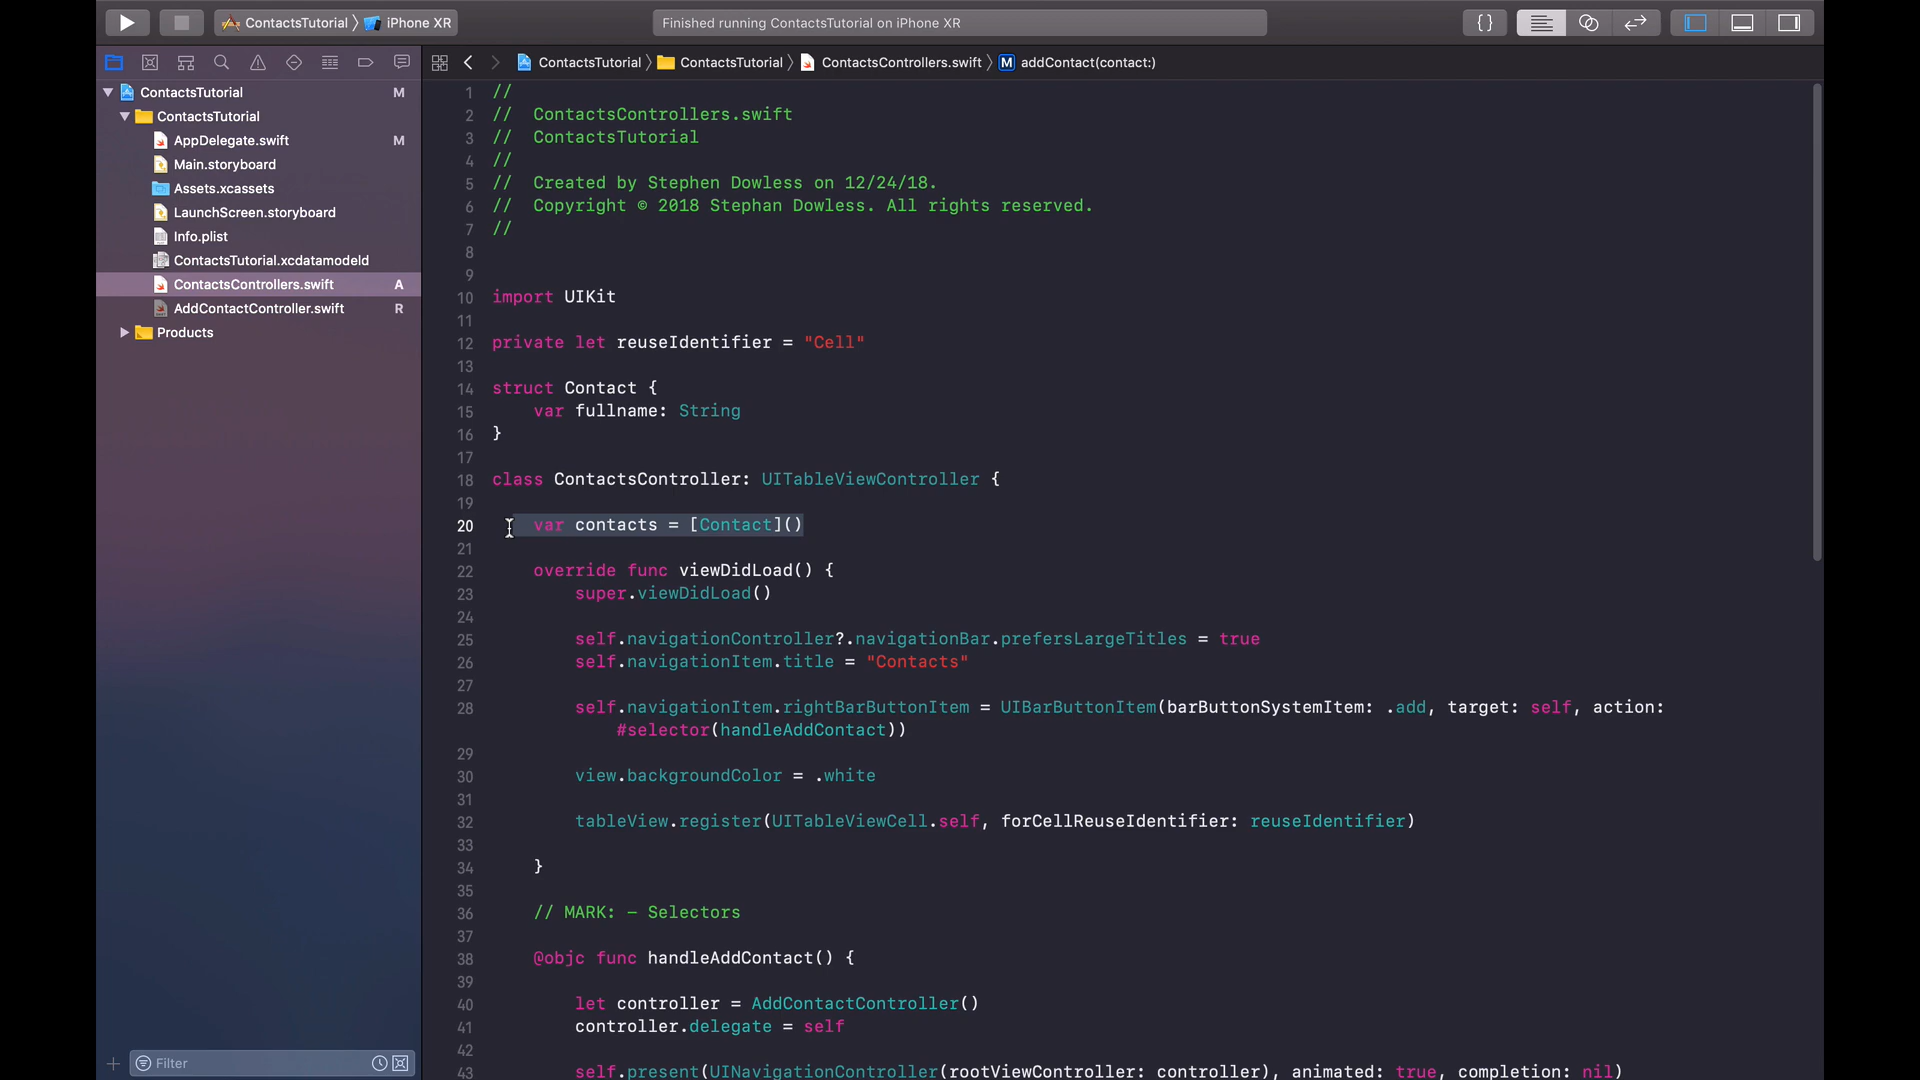 ContactsTutorial iPhone XR
Finished running ContactsTutorial on iPhone XR
{ }
ContactsTutorial ContactsTutorial ContactsControllers.swift M addContact(contact:)
ContactsTutorial M
ContactsTutorial
AppDelegate.swift M
Main.storyboard
Assets.xcassets
LaunchScreen.storyboard
Info.plist
ContactsTutorial.xcdatamodeld
ContactsControllers.swift A
AddContactController.swift R
Products
Filter
1 //
2 // ContactsControllers.swift
3 // ContactsTutorial
4 //
5 // Created by Stephen Dowless on 12/24/18.
6 // Copyright © 2018 Stephan Dowless. All rights reserved.
7 //
8
9
10 import UIKit
11
12 private let reuseIdentifier = "Cell"
13
14 struct Contact {
15 var fullname: String
16 }
17
18 class ContactsController: UITableViewController {
19
20 var contacts = [Contact]()
21
22 override func viewDidLoad() {
23 super.viewDidLoad()
24
25 self.navigationController?.navigationBar.prefersLargeTitles = true
26 self.navigationItem.title = "Contacts"
27
28 self.navigationItem.rightBarButtonItem = UIBarButtonItem(barButtonSystemItem: .add, target: self, action:
#selector(handleAddContact))
29
30 view.backgroundColor = .white
31
32 tableView.register(UITableViewCell.self, forCellReuseIdentifier: reuseIdentifier)
33
34 }
35
36 // MARK: – Selectors
37
38 @objc func handleAddContact() {
39
40 let controller = AddContactController()
41 controller.delegate = self
42
43 self.present(UINavigationController(rootViewController: controller), animated: true, completion: nil)